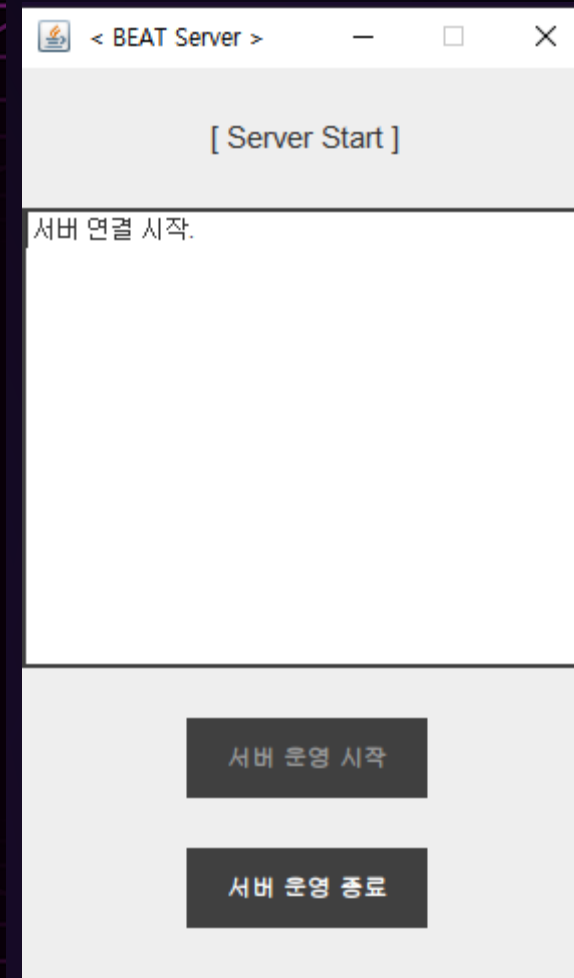 < BEAT Server >
[ Server Start ]
서버 연결 시작.
서버 운영 시작
서버 운영 종료